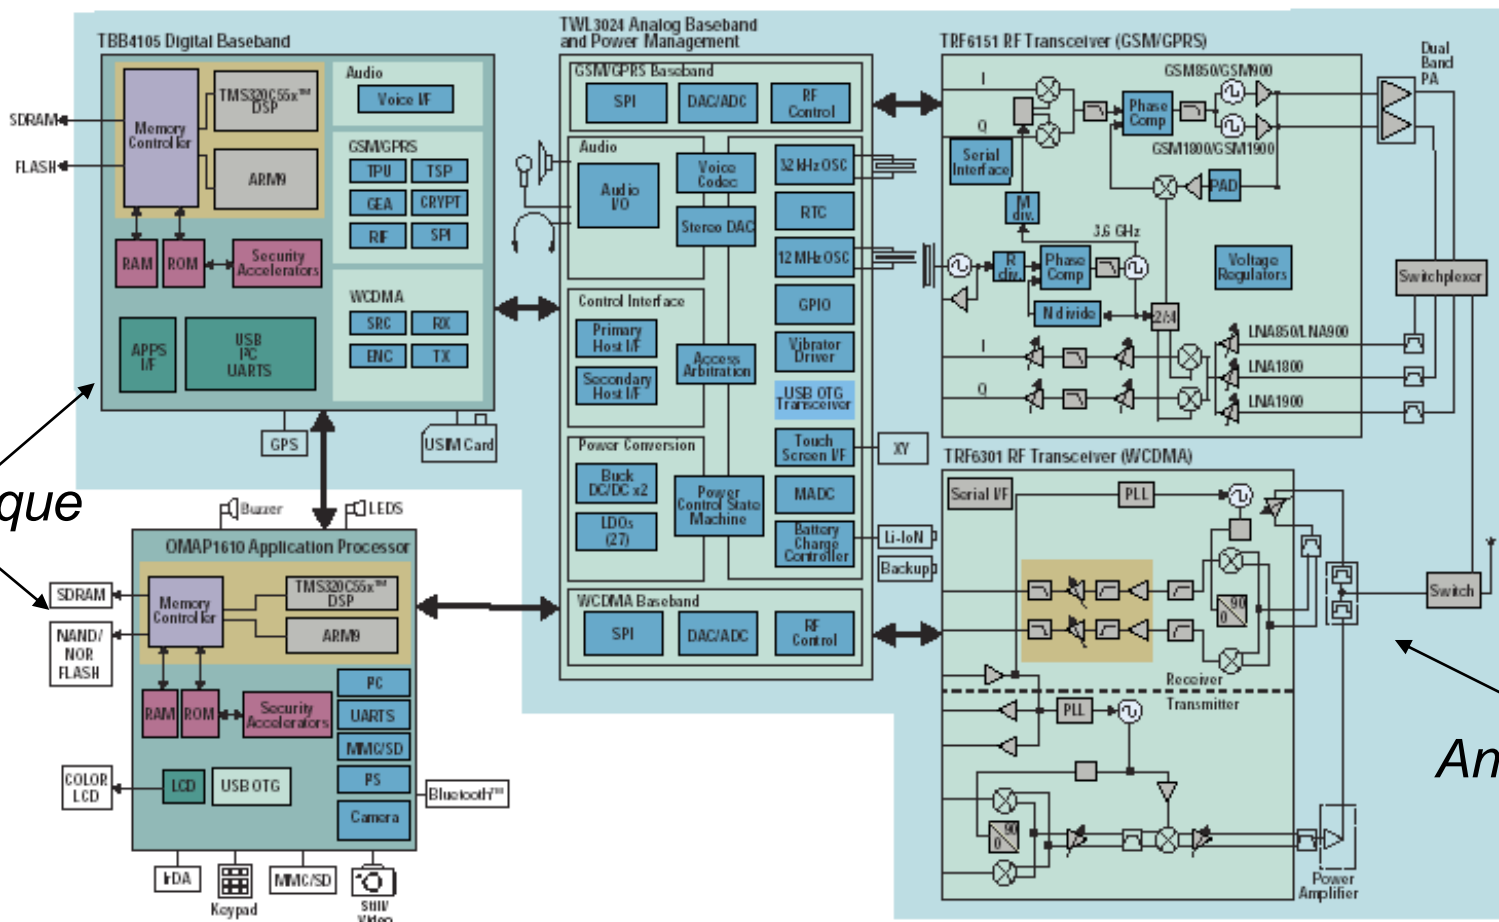 TBB4105 Digital Baseband
Memory
Controller
TMS320C55x™
DSP
ARM9
SDRAM
FLASH
RAM
ROM
Security
Accelerators
APPS
I/F
USB
I²C
UARTS
Audio
Voice I/F
GSM/GPRS
TPU
TSP
GEA
CRYPT
RIF
SPI
WCDMA
SRC
RX
ENC
TX
GPS
USIM Card
que
Buzzer
LEDS
OMAP1610 Application Processor
SDRAM
NAND/
NOR
FLASH
Memory
Controller
TMS320C55x™
DSP
ARM9
RAM
ROM
Security
Accelerators
PC
UARTS
MMC/SD
PS
Camera
COLOR
LCD
LCD
USB OTG
Bluetooth™
IrDA
Keypad
MMC/SD
Still/
Video
TWL3024 Analog Baseband
and Power Management
GSM/GPRS Baseband
SPI
DAC/ADC
RF
Control
Audio
Audio
I/O
Voice
Codec
Stereo DAC
32 kHz OSC
RTC
12 MHz OSC
GPIO
Vibrator
Driver
USB OTG
Transceiver
Touch
Screen I/F
XY
MADC
Battery
Charge
Controller
Li-IoN
Backup
Control Interface
Primary
Host I/F
Secondary
Host I/F
Access
Arbitration
Power Conversion
Buck
DC/DC x2
LDOs
(27)
Power
Control State
Machine
WCDMA Baseband
SPI
DAC/ADC
RF
Control
TRF6151 RF Transceiver (GSM/GPRS)
I
Q
Serial
Interface
Phase
Comp
GSM850/GSM900
GSM1800/GSM1900
PAD
M
div.
3.6 GHz
R
div.
Phase
Comp
N divide
Voltage
Regulators
I
Q
LNA850/LNA900
LNA1800
LNA1900
Dual
Band
PA
Switchplexer
Switch
TRF6301 RF Transceiver (WCDMA)
Serial I/F
PLL
90
0
Receiver
Transmitter
PLL
90
0
Power
Amplifier
An